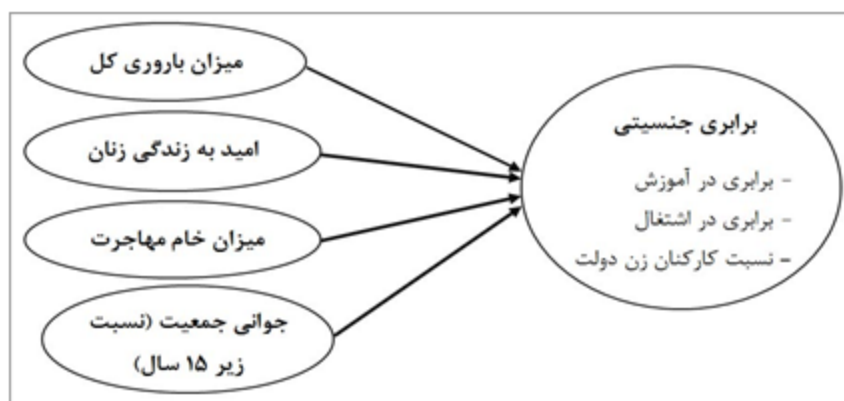 میزان باروری کل
امید به زندگی زنان
میزان خام مهاجرت
جوانی جمعیت (نسبت
زیر ۱۵ سال)
برابری جنسیتی
- برابری در آموزش
- برابری در اشتغال
- نسبت کارکنان زن دولت